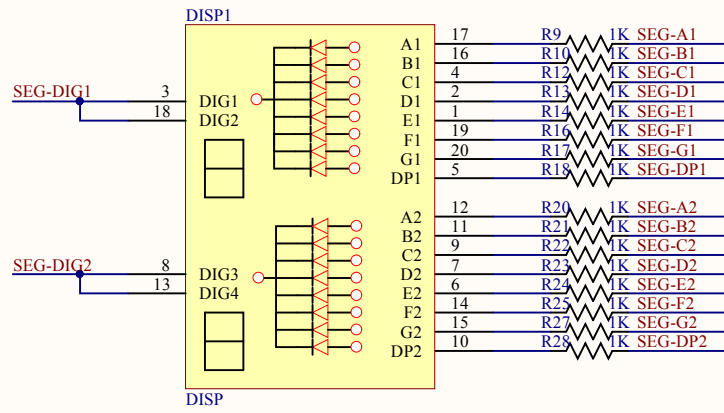 DISP1
17 R9 1K SEG-A1
A1
16 R10 1K SEG-B1
B1
4 R12 1K SEG-C1
C1
SEG-DIG1 3 DIG1
2 R13 1K SEG-D1
D1
18 DIG2
1 R14 1K SEG-E1
E1
19 R16 1K SEG-F1
F1
20 R17 1K SEG-G1
G1
5 R18 1K SEG-DP1
DP1
12 R20 1K SEG-A2
A2
11 R21 1K SEG-B2
B2
9 R22 1K SEG-C2
C2
SEG-DIG2 8 DIG3
7 R23 1K SEG-D2
D2
13 DIG4
6 R24 1K SEG-E2
E2
14 R25 1K SEG-F2
F2
15 R27 1K SEG-G2
G2
10 R28 1K SEG-DP2
DP2
DISP